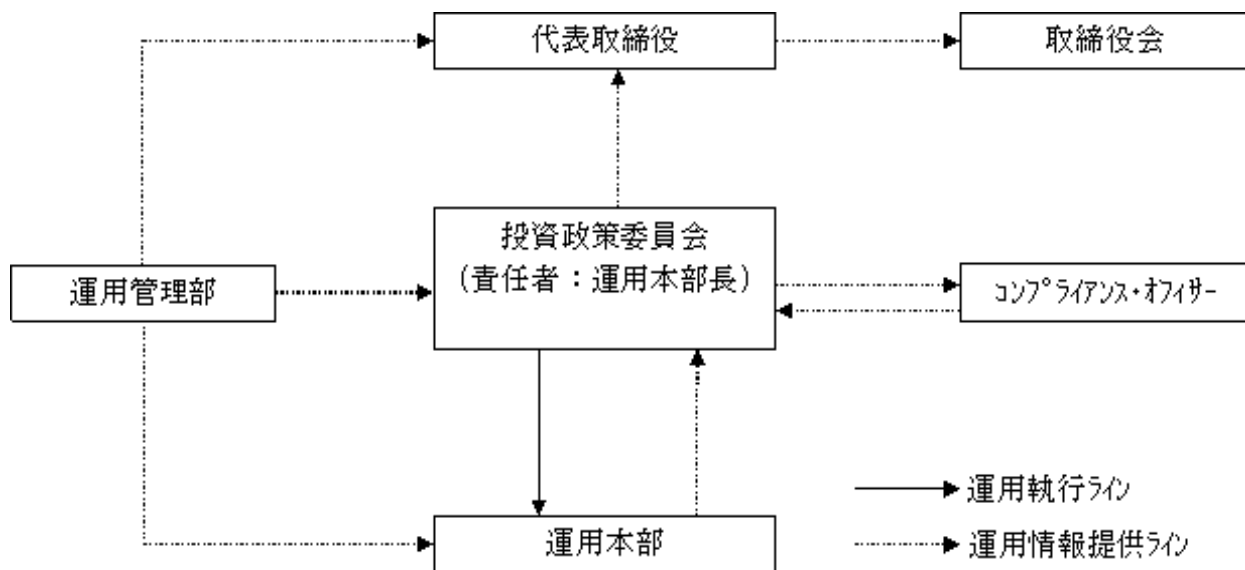 代表取締役
取締役会
投資政策委員会
(責任者：運用本部長)
運用管理部
ｺﾝﾌﾟﾗｲｱﾝｽ・ｵﾌｨｻｰ
運用執行ﾗｲﾝ
運用本部
運用情報提供ﾗｲﾝ